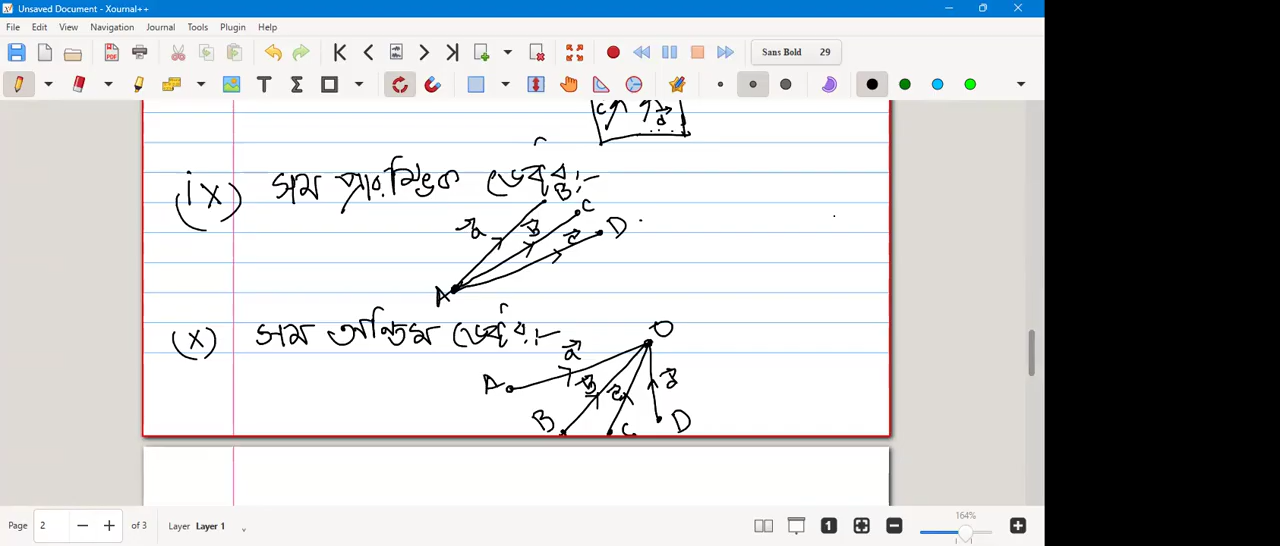 Unsaved Document - Xournal++
File Edit View Navigation Journal Tools Plugin Help
Sans Bold 29
C d
(ix) সম প্রারম্ভিক ভেক্টর :-
B
C
a b c D
A
(x) সম অন্তিম ভেক্টর :-
O
a
A b c d
B C D
Page 2 of 3 Layer Layer 1 164%